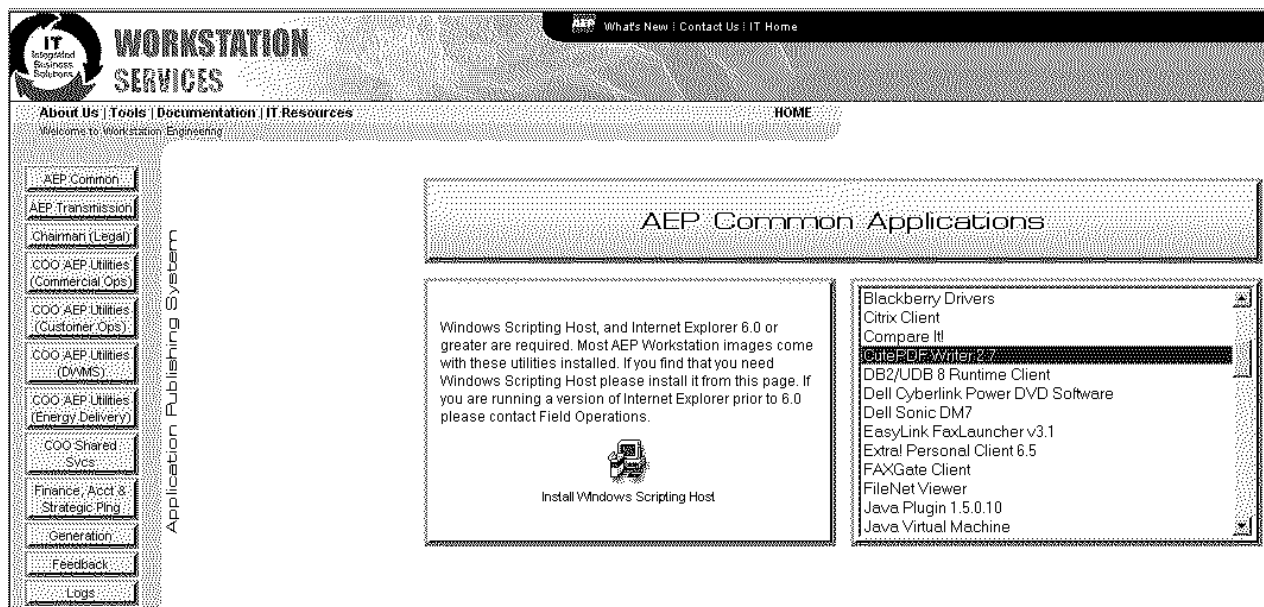 IT
Integrated
Business
Solutions
WORKSTATION
SERVICES
AEP What's New | Contact Us | IT Home
About Us | Tools | Documentation | IT Resources
HOME
Welcome to Workstation Engineering
AEP Common
AEP Transmission
Chairman (Legal)
COO AEP Utilities
(Commercial Ops)
COO AEP Utilities
(Customer Ops)
COO AEP Utilities
(DWMS)
COO AEP Utilities
(Energy Delivery)
COO Shared
Svcs
Finance, Acct &
Strategic Plng
Generation
Feedback
Logs
Application Publishing System
AEP Common Applications
Windows Scripting Host, and Internet Explorer 6.0 or
greater are required. Most AEP Workstation images come
with these utilities installed. If you find that you need
Windows Scripting Host please install it from this page. If
you are running a version of Internet Explorer prior to 6.0
please contact Field Operations.
Install Windows Scripting Host
Blackberry Drivers
Citrix Client
Compare It!
CutePDF Writer 2.7
DB2/UDB 8 Runtime Client
Dell Cyberlink Power DVD Software
Dell Sonic DM7
EasyLink FaxLauncher v3.1
Extra! Personal Client 6.5
FAXGate Client
FileNet Viewer
Java Plugin 1.5.0.10
Java Virtual Machine